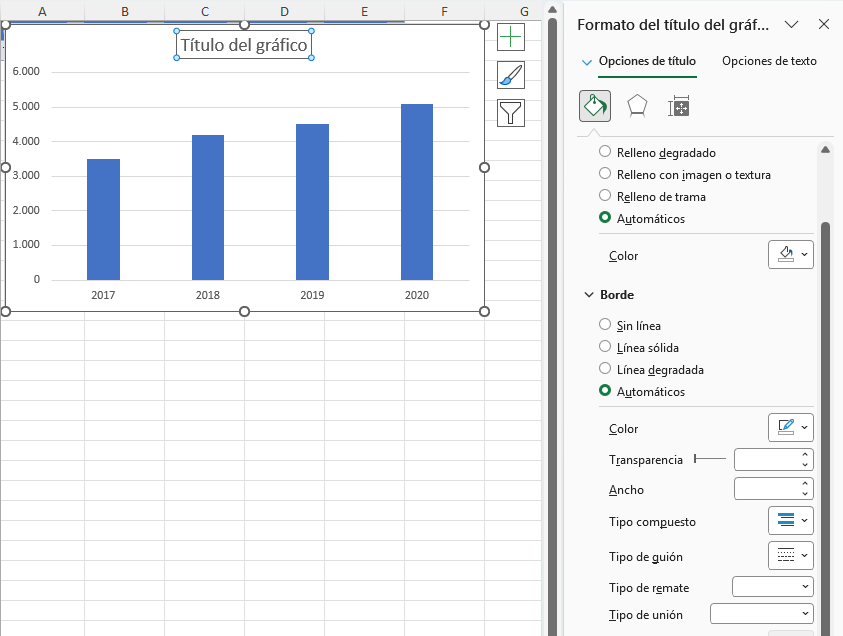 A B C D E F G
Título del gráfico
6.000
5.000
4.000
3.000
2.000
1.000
0
2017 2018 2019 2020
Formato del título del gráf...
Opciones de título Opciones de texto
Relleno degradado
Relleno con imagen o textura
Relleno de trama
Automáticos
Color
Borde
Sin línea
Línea sólida
Línea degradada
Automáticos
Color
Transparencia
Ancho
Tipo compuesto
Tipo de guión
Tipo de remate
Tipo de unión